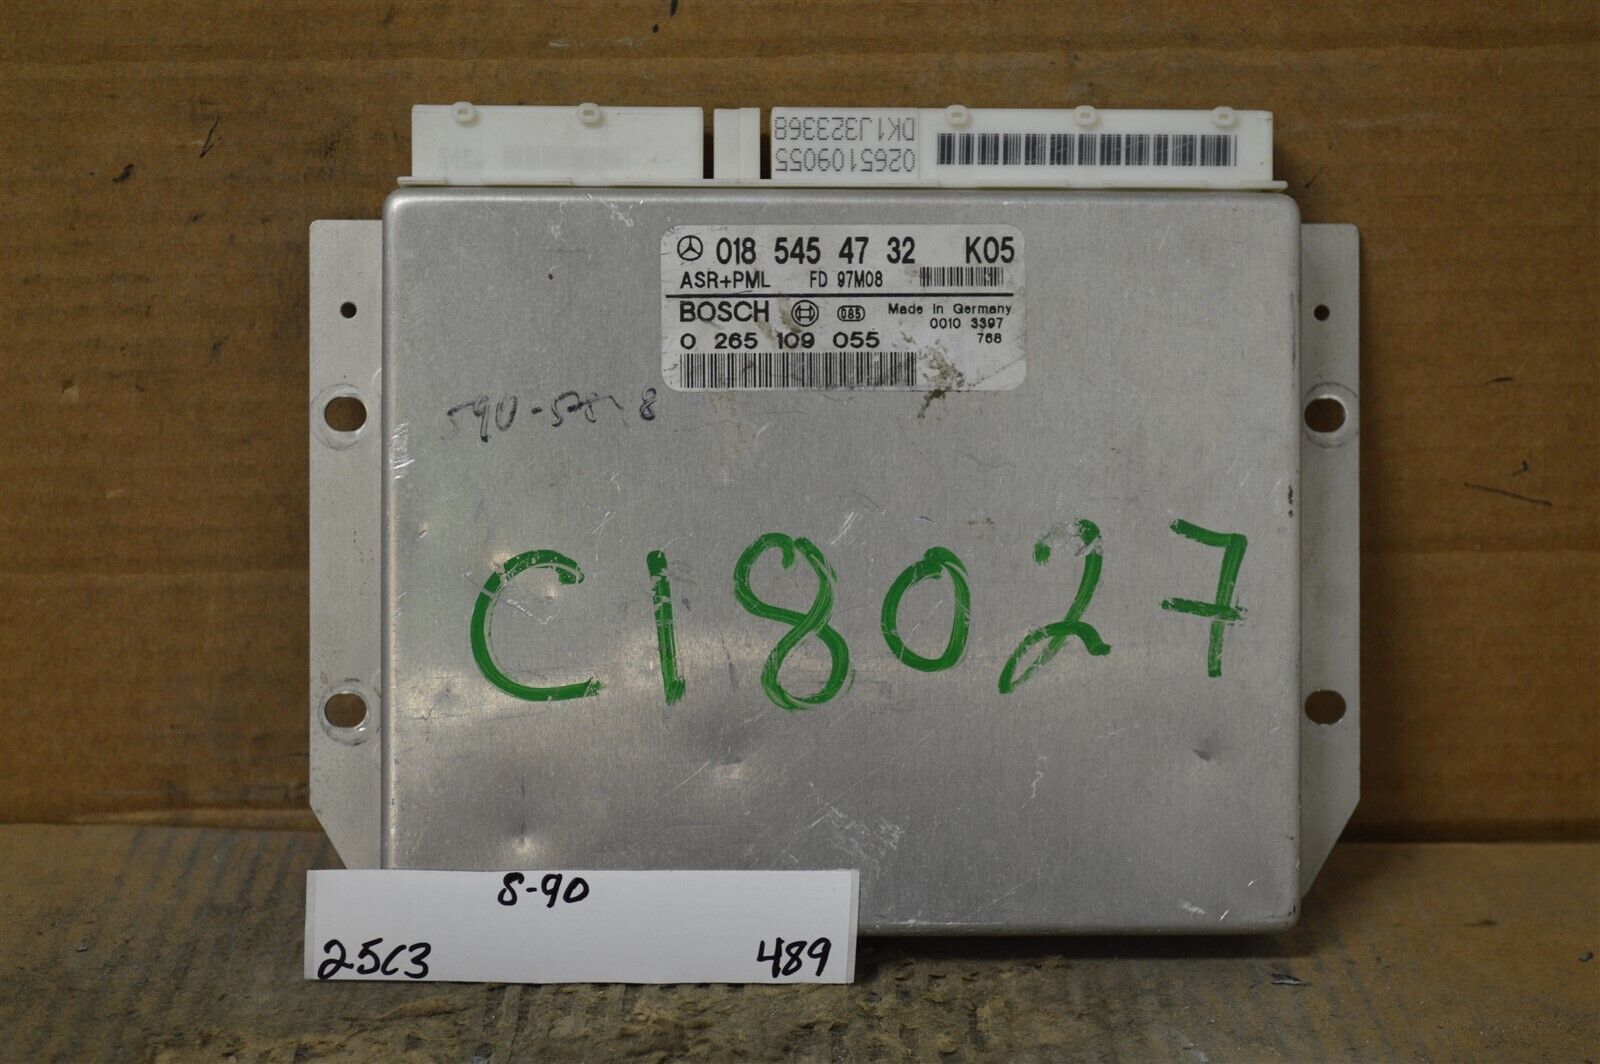 DK1J323368
0265109055
018 545 47 32 K05
ASR+PML FD 97M08
BOSCH 085 Made in Germany
0010 3397
0 265 109 055 768
C18027
S-90
25C3 489